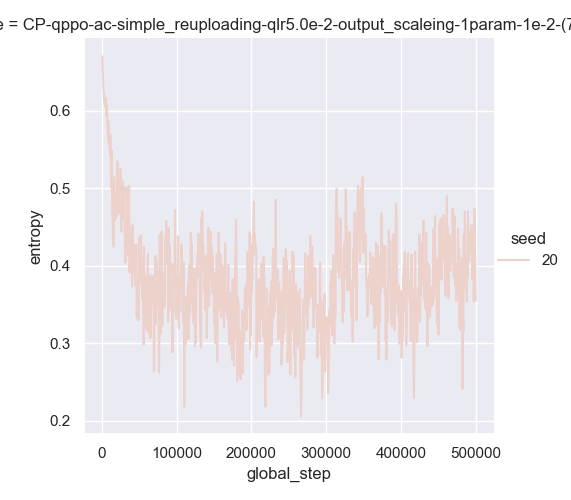 e = CP-qppo-ac-simple_reuploading-qlr5.0e-2-output_scaleing-1param-1e-2-(7
0.6
0.5
0.4
0.3
0.2
entropy
0 100000 200000 300000 400000 500000
global_step
seed
20